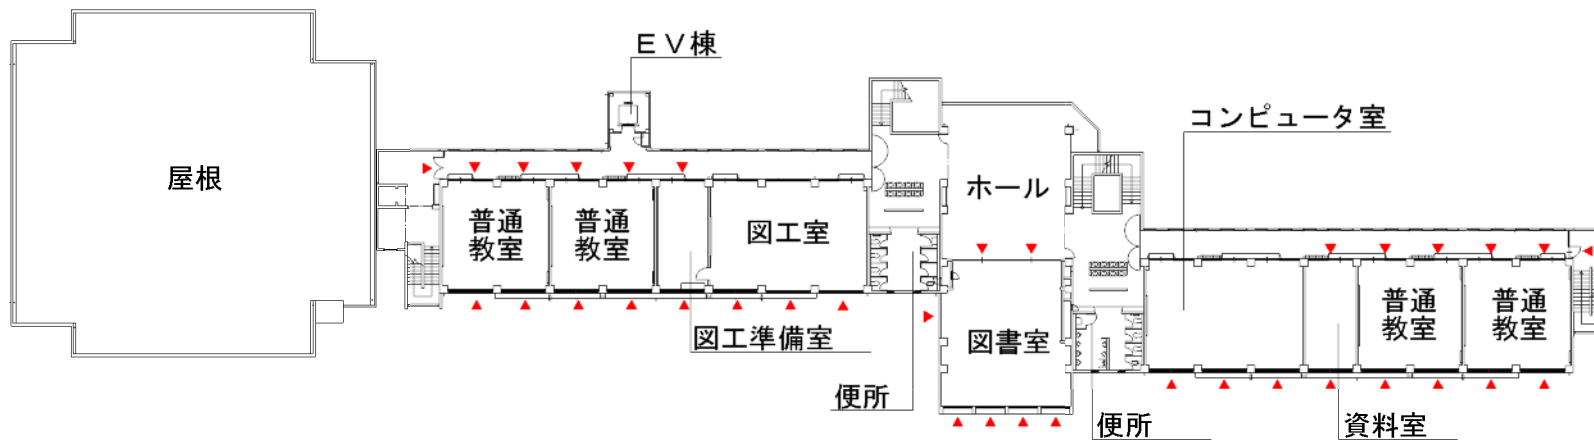 EV棟
コンピュータ室
屋根
ホール
普通
教室
普通
教室
図工室
普通
教室
普通
教室
図工準備室
図書室
便所
便所
資料室